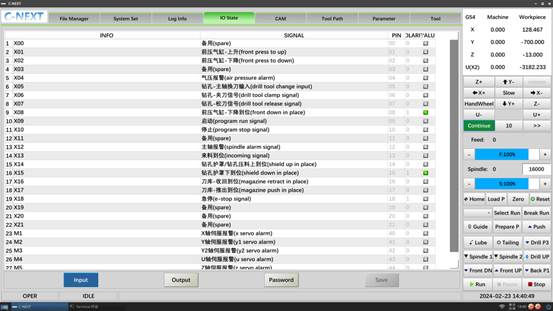 C-NEXT
C-NEXT
File Manager System Set Log Info IO State CAM Tool Path Parameter Tool
INFO SIGNAL PIN
1 X00 备用(spare)
2 X01 前压气缸-上升(front press to up)
3 X02 前压气缸-下降(front press to down)
4 X03 备用(spare)
5 X04 气压报警(air pressure alarm)
6 X05 钻孔-主轴换刀输入(drill tool change input)
7 X06 钻孔-夹刀信号(drill tool clamp signal)
8 X07 钻孔-松刀信号(drill tool release signal)
9 X08 前压气缸-下降到位(front press down in place)
10 X09 启动(program run signal)
11 X10 停止(program stop signal)
12 X11 备用(spare)
13 X12 主轴报警(spindle alarm signal)
14 X13 来料到位(incoming signal)
15 X14 钻孔护罩/钻孔压料上到位(shield up in place)
16 X15 钻孔护罩下到位(shield down in place)
17 X16 刀库-收回到位(magazine retract in place)
18 X17 刀库-推出到位(magazine push in place)
19 X18 急停(e-stop signal)
20 X19 备用(spare)
21 X20 备用(spare)
22 X21 备用(spare)
23 M1 X轴伺服报警(x servo alarm)
24 M2 Y轴伺服报警(y1 servo alarm)
25 M3 Y2轴伺服报警(y2 servo alarm)
26 M4 U轴伺服报警(u servo alarm)
27 M5 Z轴伺服报警(z servo alarm)
Input Output Password Save
OPER IDLE
G54 Machine Workpiece
X 0.000 128.467
Y 0.000 -700.000
Z 0.000 -13.000
U(X2) 0.000 -3182.233
Z+ Y-
X+ Slow X-
HandWheel Y+ Z-
U- U+
Continue 10 >>
Feed: 0
- F:100% +
Spindle: 0 16000
- S:100% +
Home Load P Zero Reset
Select Run Break Run
Guide Prepare P Push
Lube Tailing Drill P3
Spindle 1 Spindle 2 Drill UP
Front DN Front UP Back P1
Run Stop
2024-02-23 14:40:49
C-NEXT